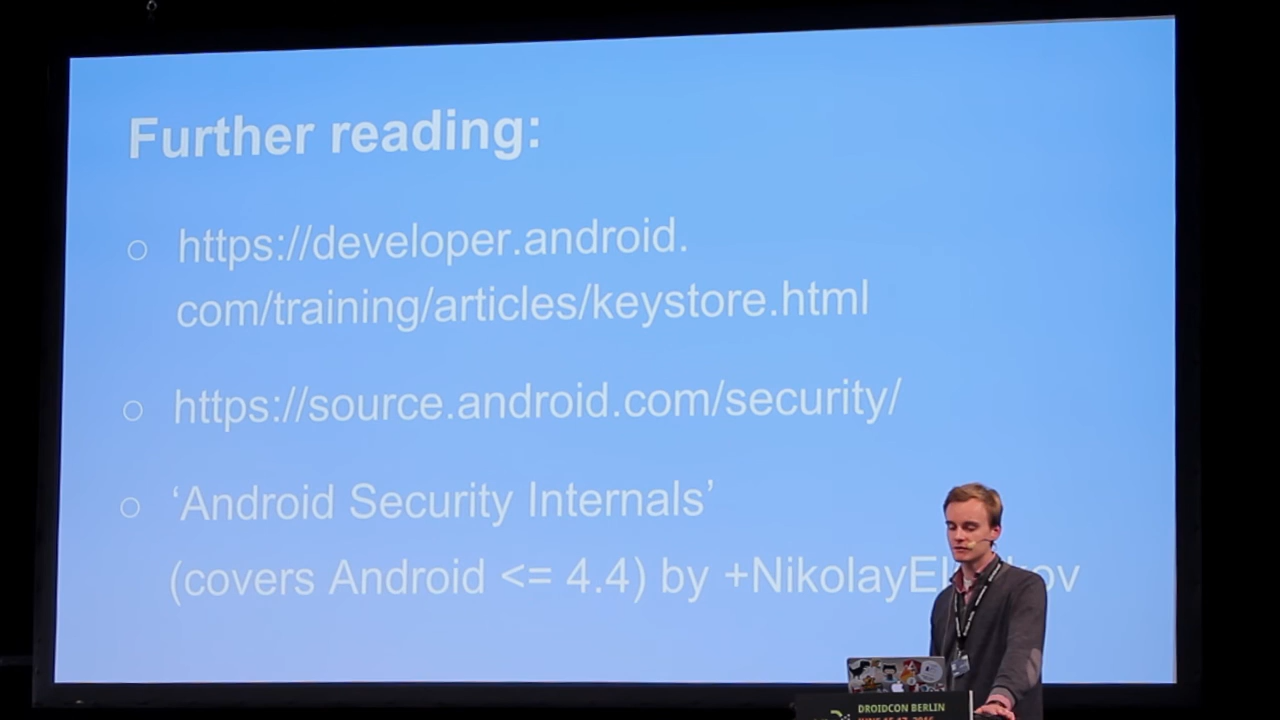 Further reading:
https://developer.android.
com/training/articles/keystore.html
https://source.android.com/security/
‘Android Security Internals’
(covers Android <= 4.4) by
DROIDCON BERLIN